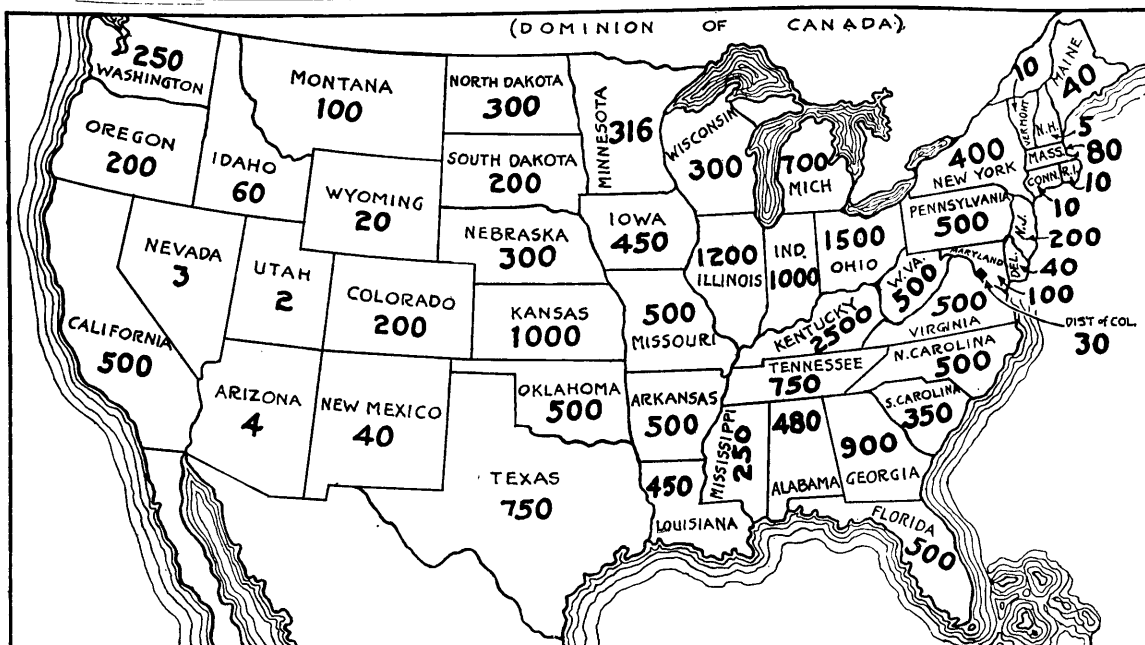 (DOMINION OF CANADA).
250
WASHINGTON
MONTANA
100
NORTH DAKOTA
300
MINNESOTA
316
WISCONSIN
300
700
MICH
10
VERMONT
MAINE
40
N.H.
5
MASS.
80
CONN.
R.I.
10
10
OREGON
200
IDAHO
60
WYOMING
20
SOUTH DAKOTA
200
IOWA
450
400
NEW YORK
PENNSYLVANIA
500
N.J.
200
DEL.
40
MARYLAND
100
DIST of COL.
30
NEVADA
3
UTAH
2
COLORADO
200
NEBRASKA
300
KANSAS
1000
1200
ILLINOIS
IND.
1000
1500
OHIO
W.VA.
500
500
VIRGINIA
CALIFORNIA
500
500
MISSOURI
KENTUCKY
2500
TENNESSEE
750
N. CAROLINA
500
S. CAROLINA
350
ARIZONA
4
NEW MEXICO
40
OKLAHOMA
500
ARKANSAS
500
MISSISSIPPI
250
480
ALABAMA
900
GEORGIA
TEXAS
750
450
LOUISIANA
FLORIDA
500